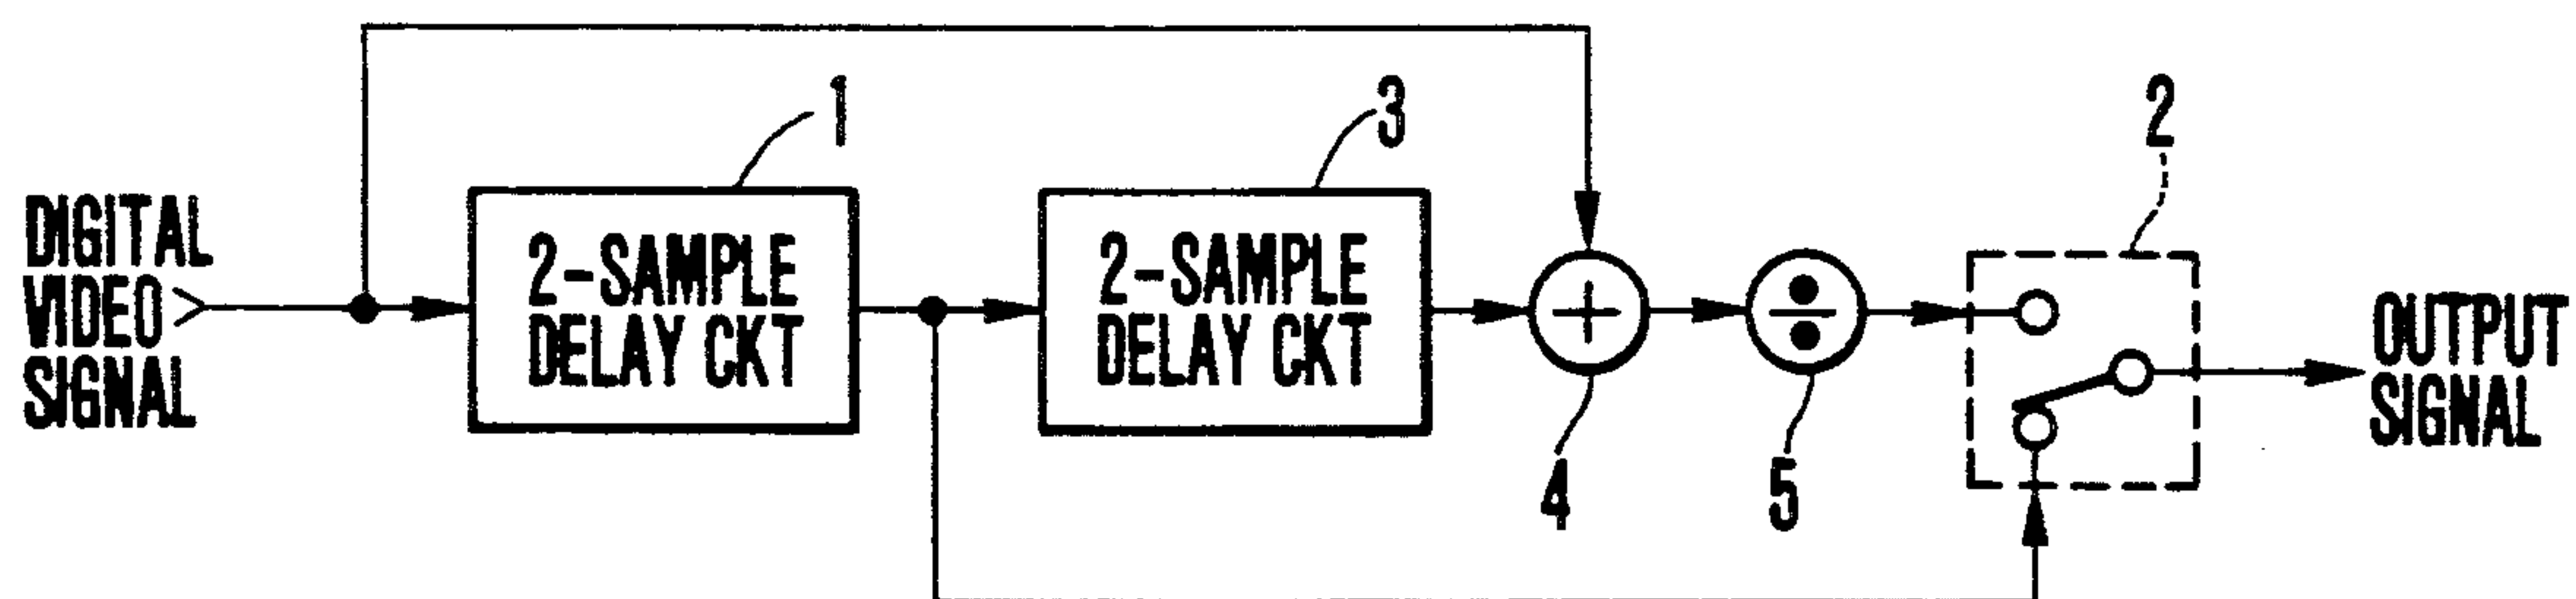 1
3
2
DIGITAL
VIDEO
SIGNAL
2-SAMPLE
DELAY CKT
2-SAMPLE
DELAY CKT
+
÷
OUTPUT
SIGNAL
4
5